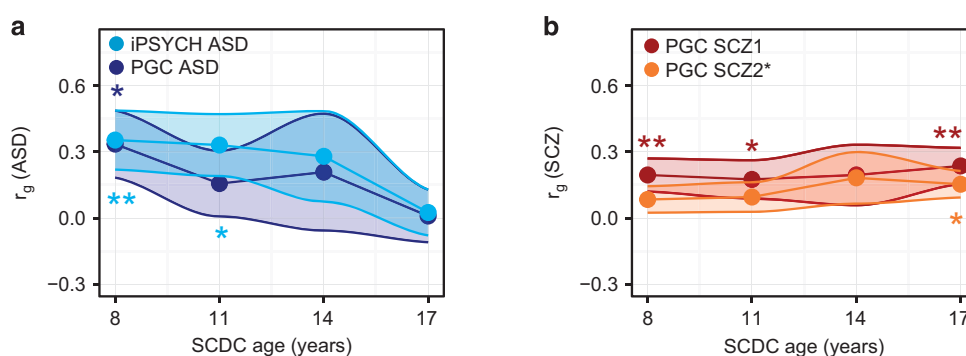 a
iPSYCH ASD
PGC ASD
*
**
*
0.6
0.3
0.0
−0.3
rg (ASD)
8 11 14 17
SCDC age (years)
b
PGC SCZ1
PGC SCZ2*
**
*
**
*
0.6
0.3
0.0
−0.3
rg (SCZ)
8 11 14 17
SCDC age (years)